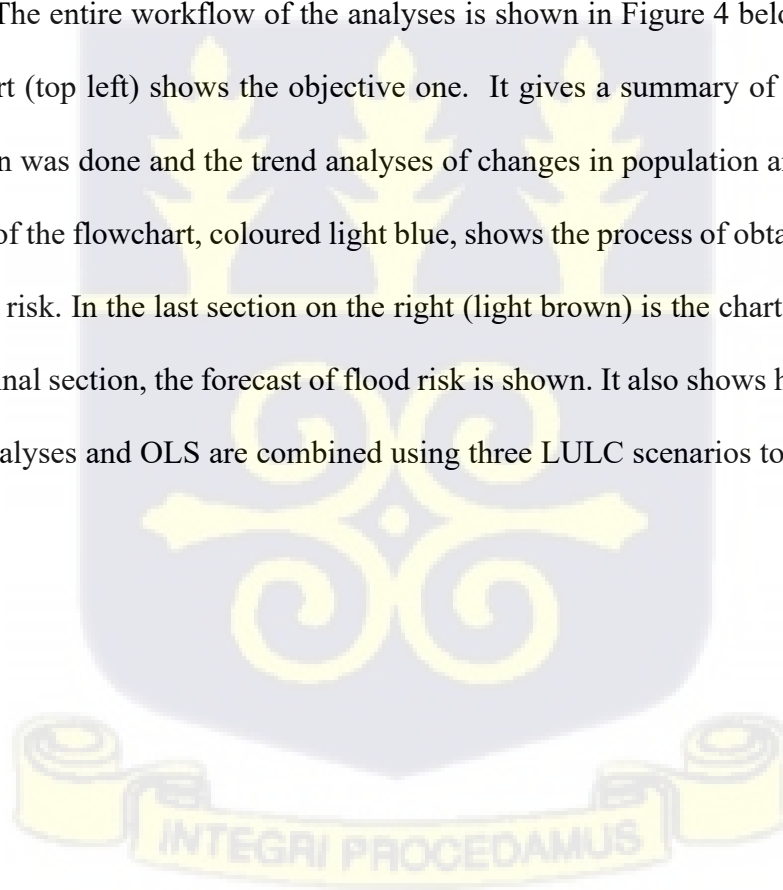 The entire workflow of the analyses is shown in Figure 4 belo
rt (top left) shows the objective one. It gives a summary of
n was done and the trend analyses of changes in population a
of the flowchart, coloured light blue, shows the process of obta
risk. In the last section on the right (light brown) is the chart
nal section, the forecast of flood risk is shown. It also shows h
alyses and OLS are combined using three LULC scenarios to
INTEGRI PROCEDAMUS